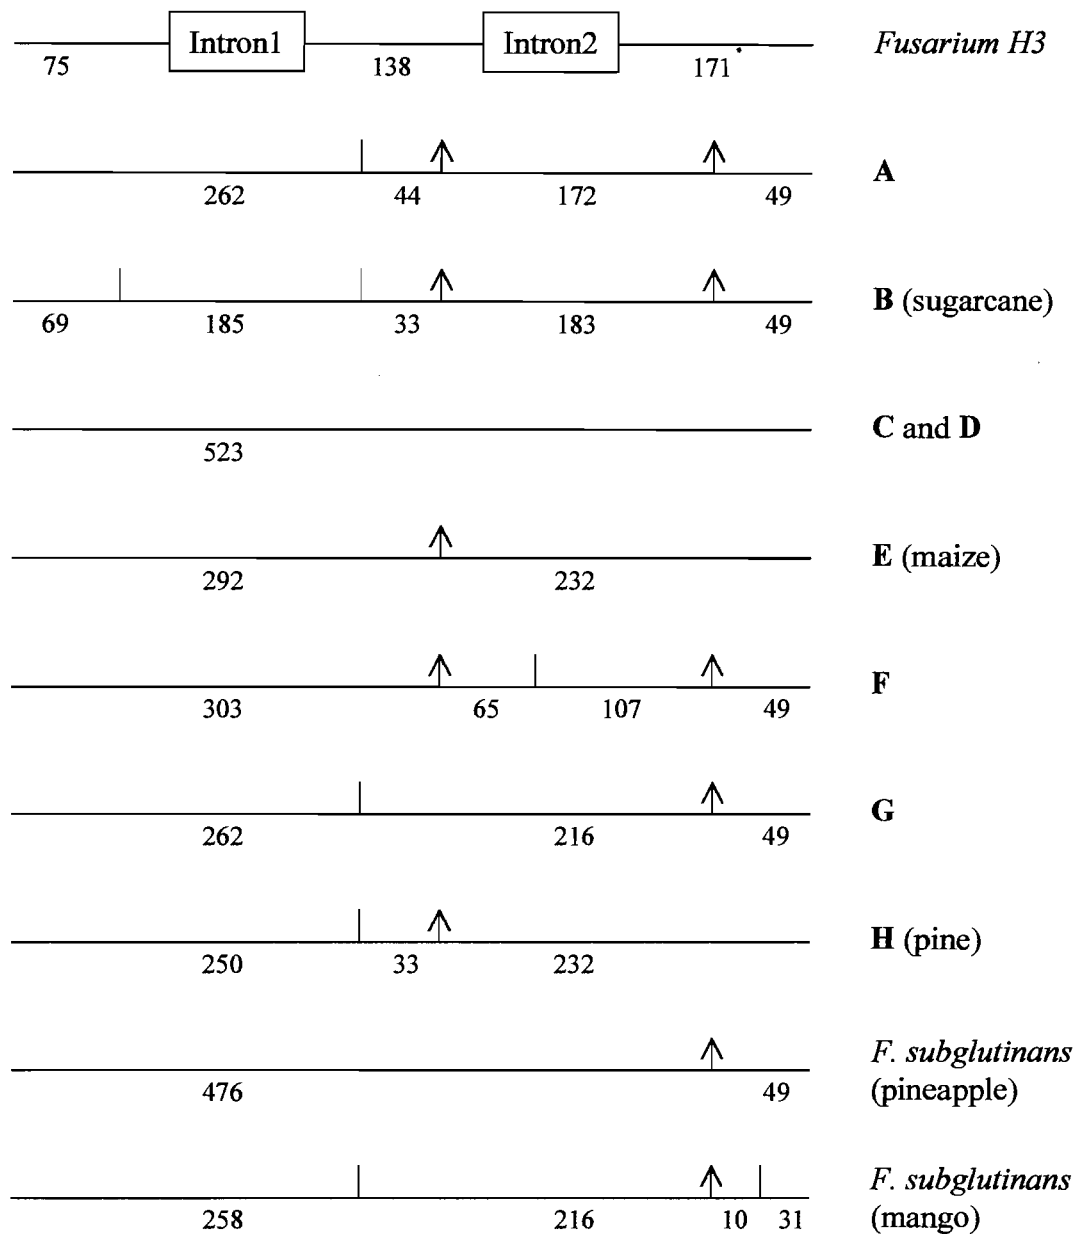 Intron1 Intron2 Fusarium H3
75 138 171
A
262 44 172 49
B (sugarcane)
69 185 33 183 49
C and D
523
E (maize)
292 232
F
303 65 107 49
G
262 216 49
H (pine)
250 33 232
F. subglutinans
(pineapple)
476 49
F. subglutinans
(mango)
258 216 10 31